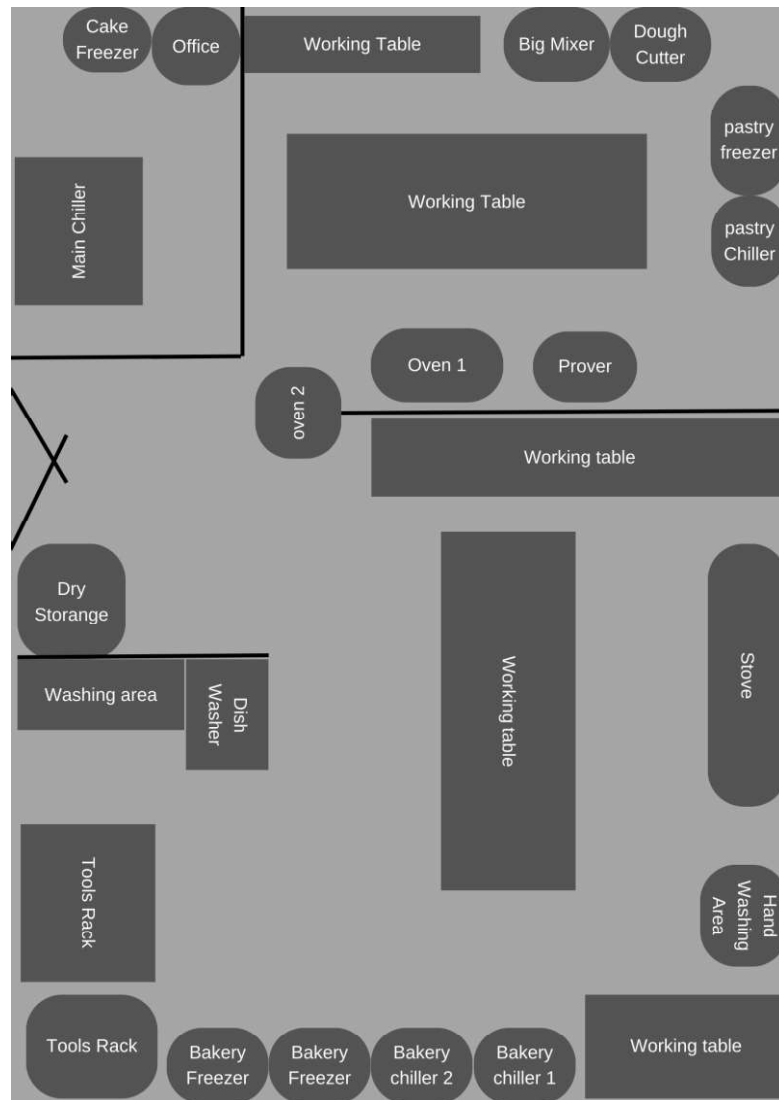 Cake
Freezer
Office
Working Table
Big Mixer
Dough
Cutter
pastry
freezer
Working Table
pastry
Chiller
Main Chiller
Oven 1
Prover
oven 2
Working table
Dry
Storange
Washing area
Dish
Washer
Working table
Stove
Tools Rack
Hand
Washing
Area
Tools Rack
Bakery
Freezer
Bakery
Freezer
Bakery
chiller 2
Bakery
chiller 1
Working table